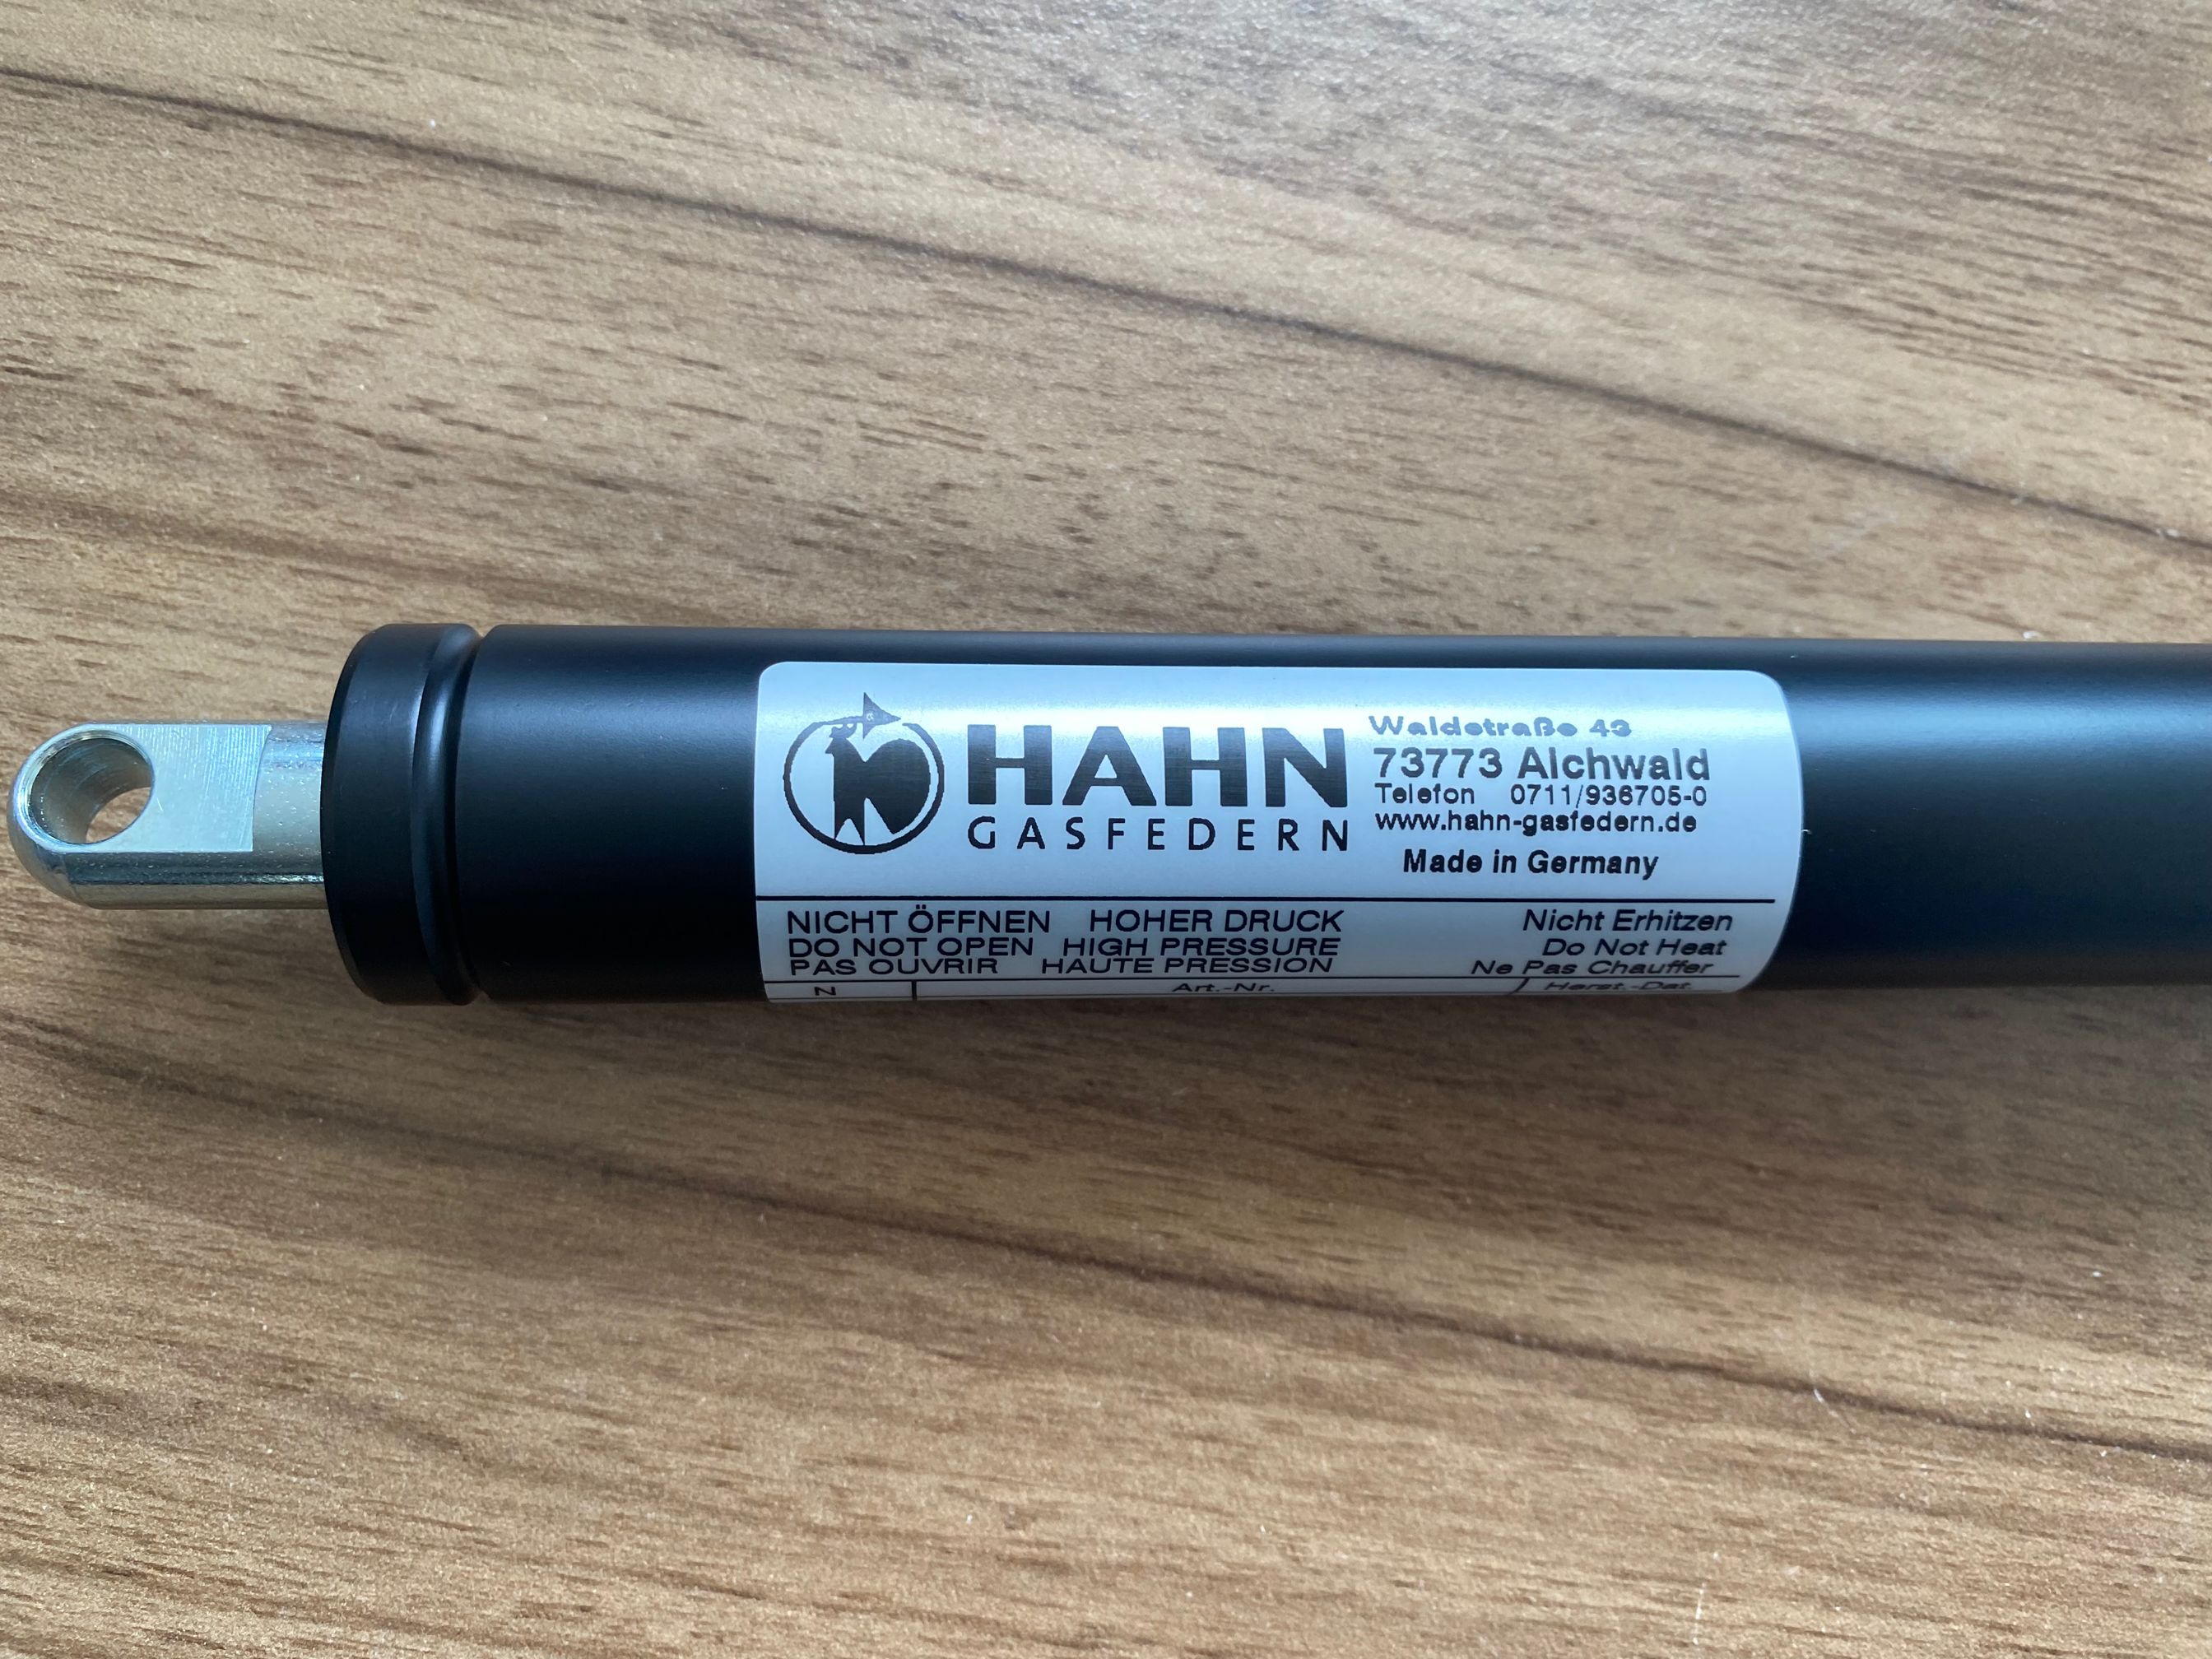 HAHN
GASFEDERN
Waldstraße 43
73773 Aichwald
Telefon 0711/936705-0
www.hahn-gasfedern.de
Made in Germany
NICHT ÖFFNEN HOHER DRUCK Nicht Erhitzen
DO NOT OPEN HIGH PRESSURE Do Not Heat
PAS OUVRIR HAUTE PRESSION Ne Pas Chauffer
N Art.-Nr. Herst.-Dat.